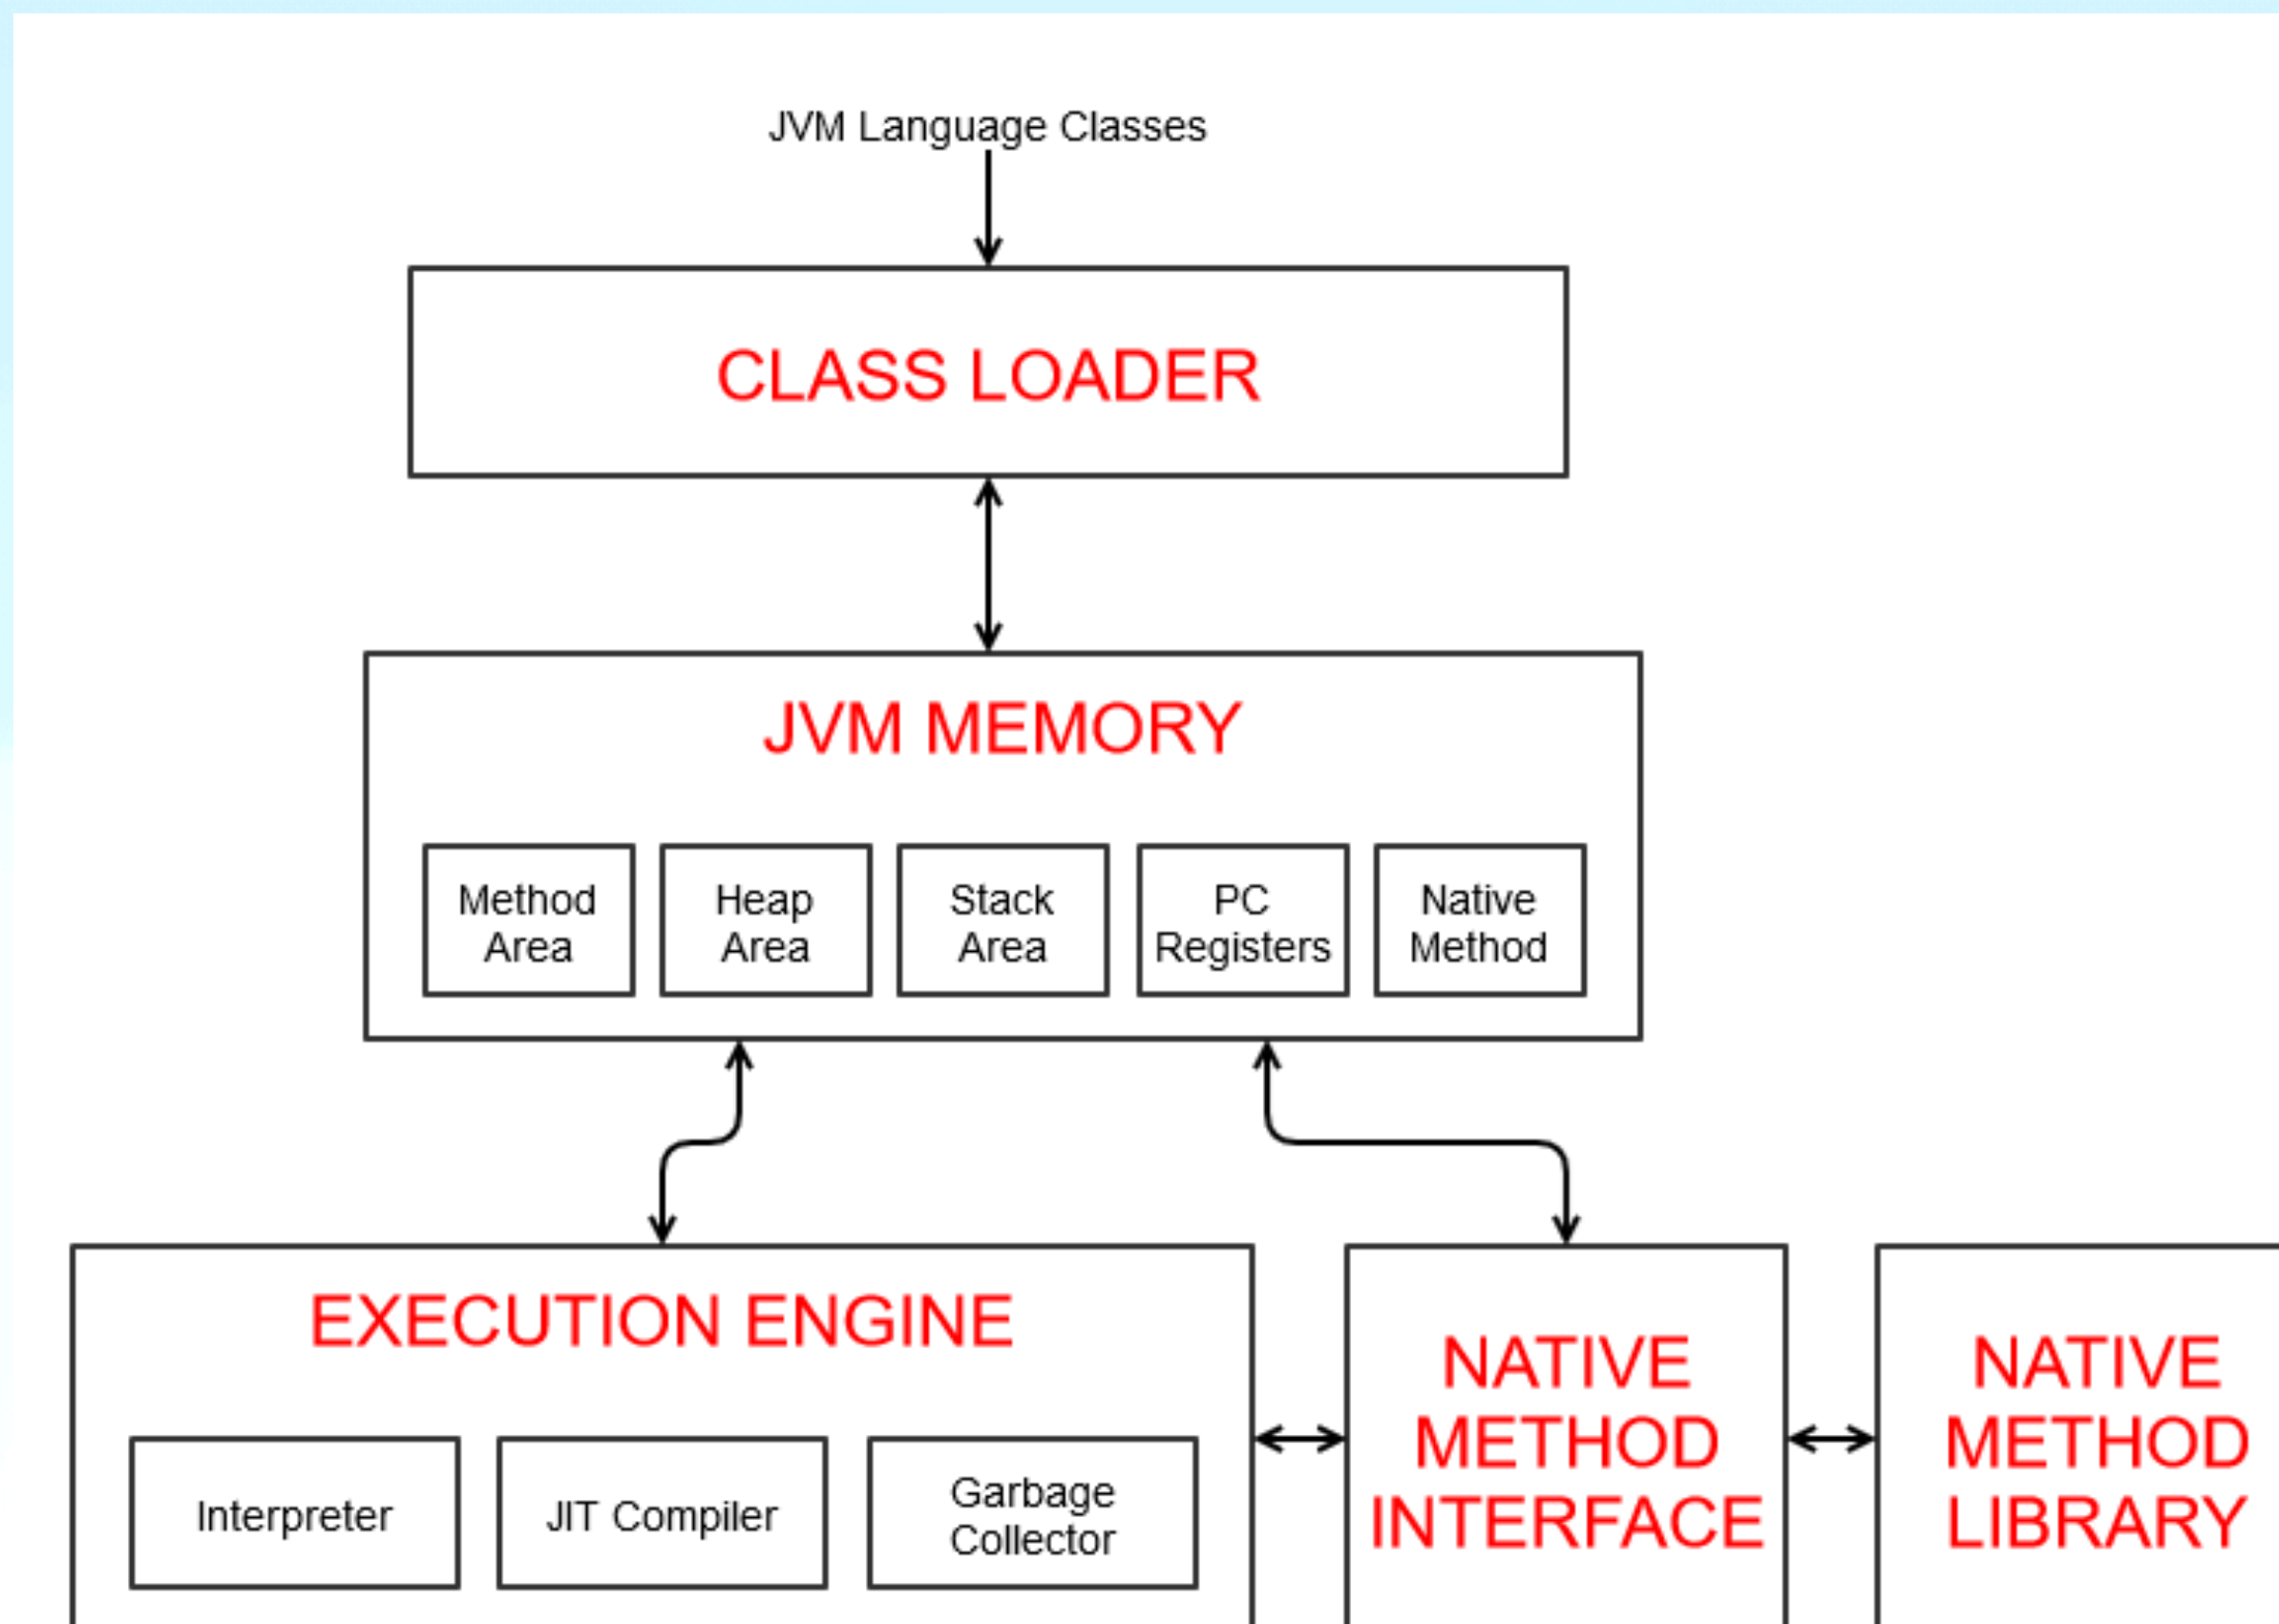 JVM Language Classes
CLASS LOADER
JVM MEMORY
Method
Area
Heap
Area
Stack
Area
PC
Registers
Native
Method
EXECUTION ENGINE
Interpreter
JIT Compiler
Garbage
Collector
NATIVE
METHOD
INTERFACE
NATIVE
METHOD
LIBRARY